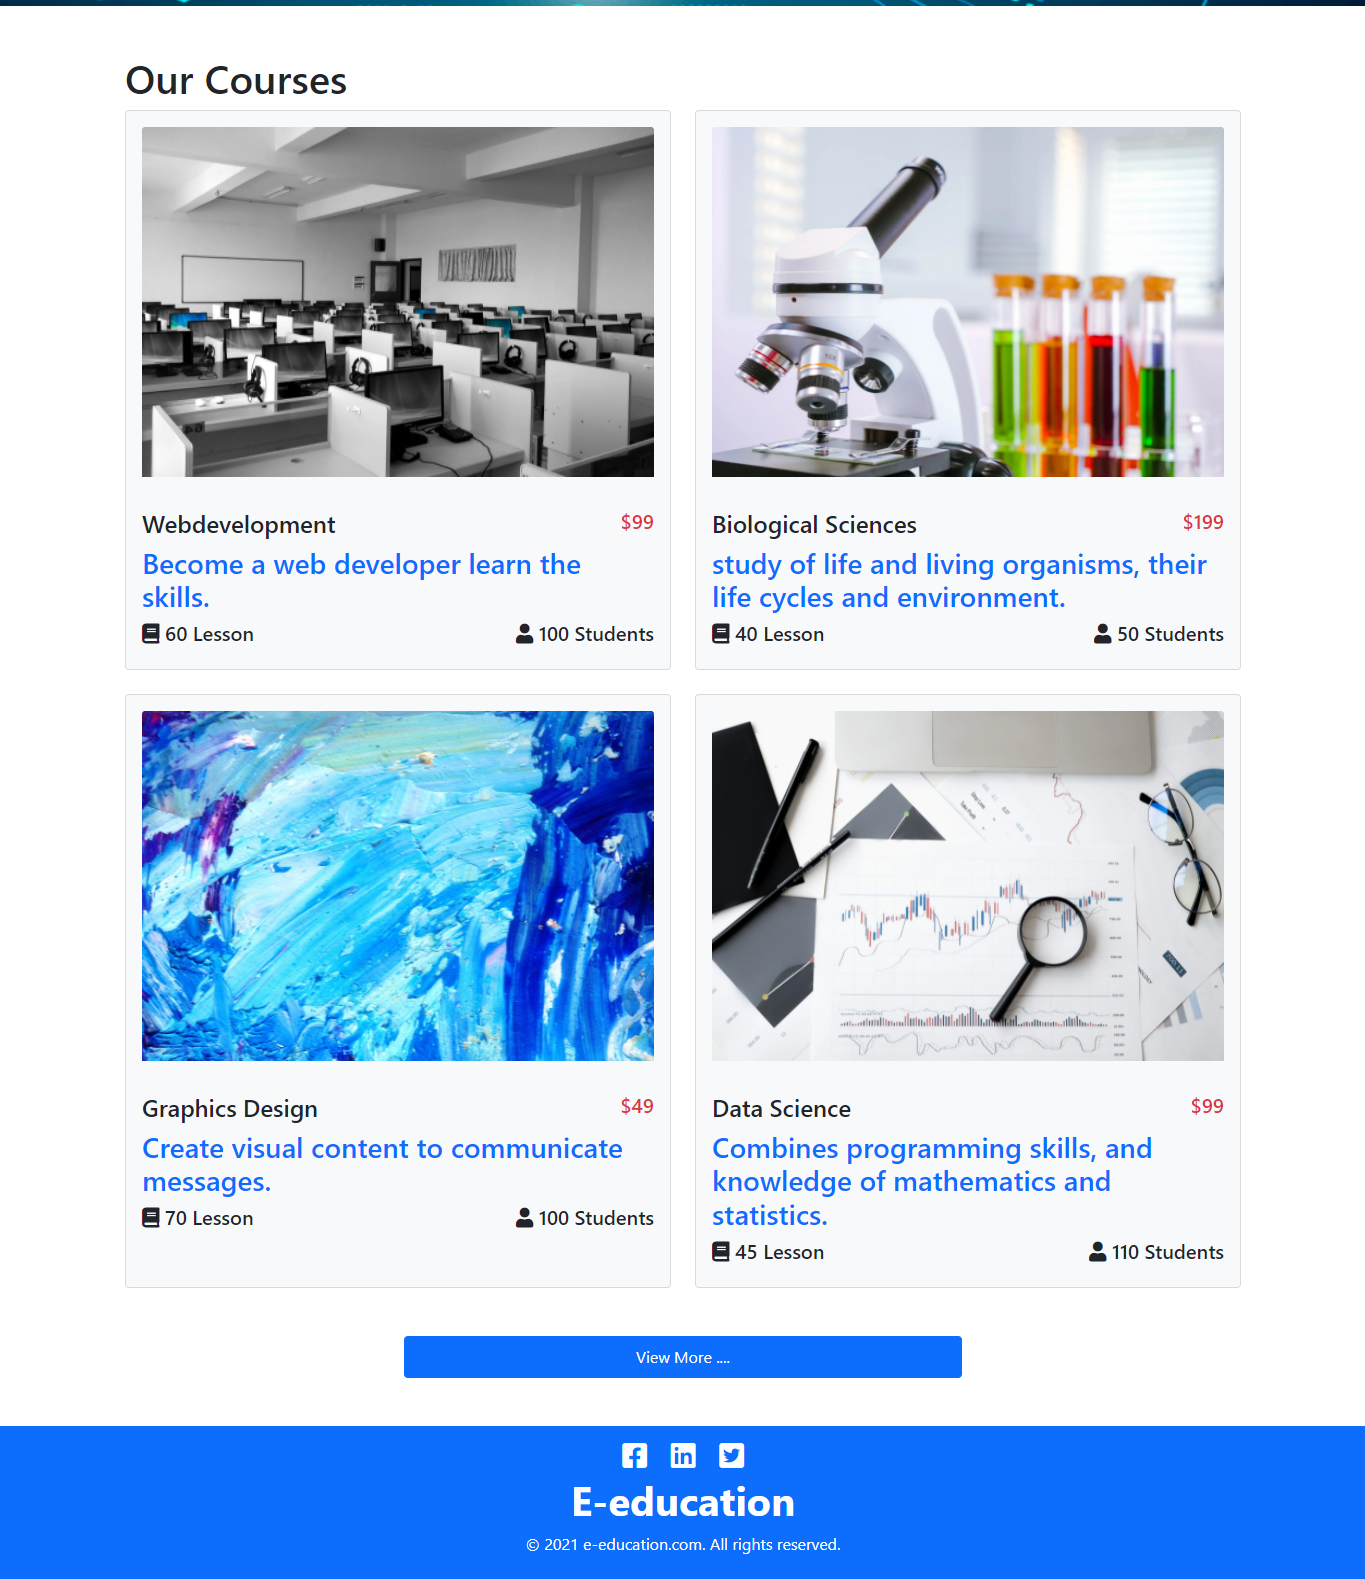 Our Courses
Webdevelopment $99
Become a web developer learn the
skills.
60 Lesson 100 Students
Biological Sciences $199
study of life and living organisms, their
life cycles and environment.
40 Lesson 50 Students
Graphics Design $49
Create visual content to communicate
messages.
70 Lesson 100 Students
Data Science $99
Combines programming skills, and
knowledge of mathematics and
statistics.
45 Lesson 110 Students
View More ....
E-education
© 2021 e-education.com. All rights reserved.